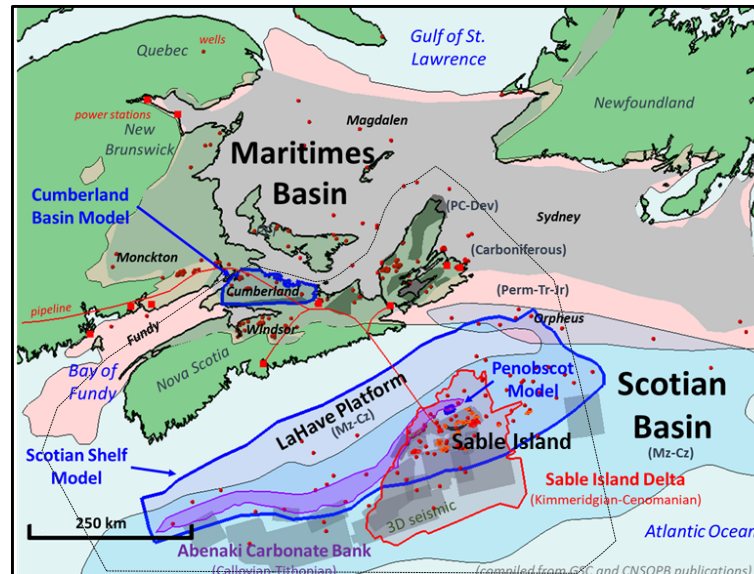 Gulf of St.
Lawrence
Quebec
wells
Newfoundland
power stations
New
Brunswick
Magdalen
Maritimes
Basin
Cumberland
Basin Model
(PC-Dev)
Sydney
(Carboniferous)
Monckton
Cumberland
(Perm-Tr-Jr)
pipeline
Orpheus
Fundy
Windsor
Nova Scotia
Bay of
Fundy
Penobscot
Model
LaHave Platform
(Mz-Cz)
Scotian
Basin
(Mz-Cz)
Sable Island
Scotian Shelf
Model
Sable Island Delta
(Kimmeridgian-Cenomanian)
3D seismic
250 km
Atlantic Ocean
Abenaki Carbonate Bank
(Callovian-Tithonian)
(compiled from GSC and CNSOPB publications)